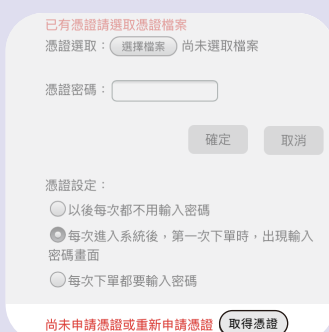 已有憑證請選取憑證檔案
憑證選取：選擇檔案 尚未選取檔案
憑證密碼：
確定 取消
憑證設定：
以後每次都不用輸入密碼
每次進入系統後，第一次下單時，出現輸入
密碼畫面
每次下單都要輸入密碼
尚未申請憑證或重新申請憑證 取得憑證